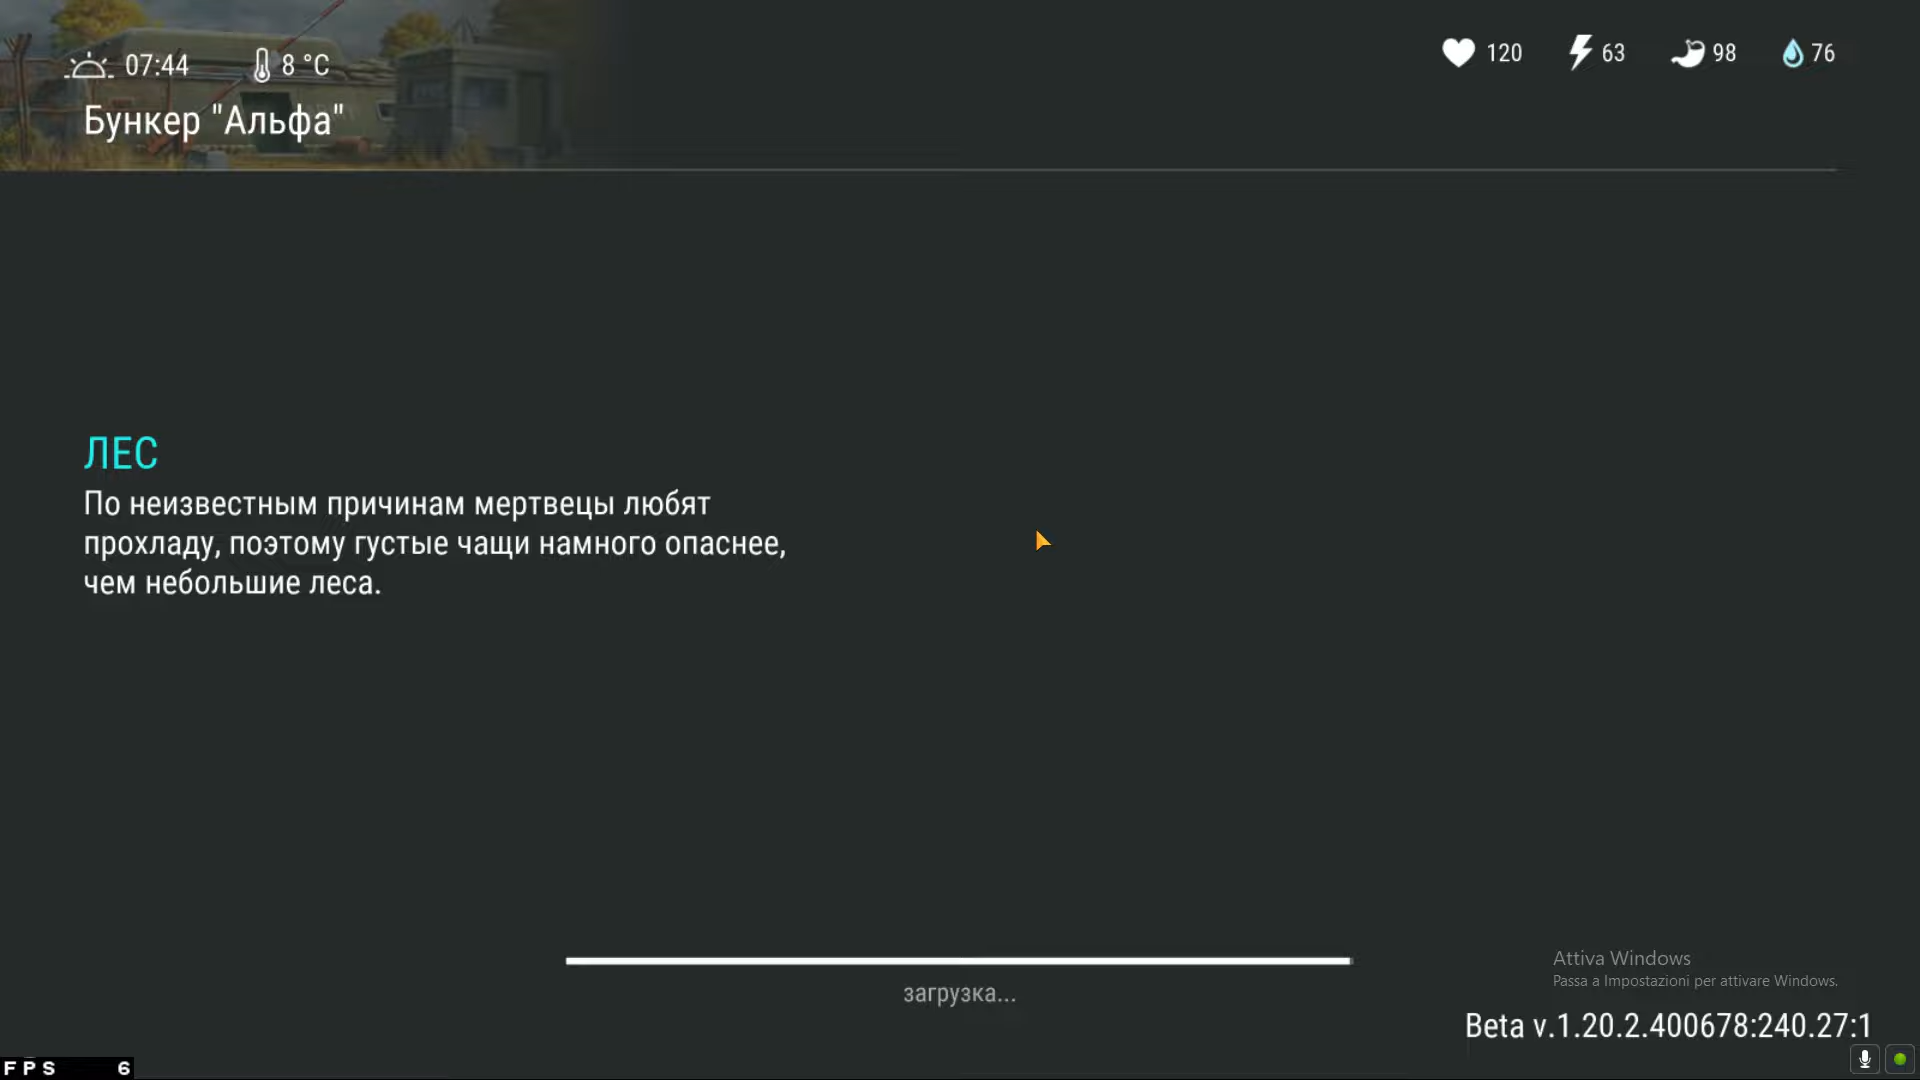 07:44 8 °C
120 63 98 76
Бункер "Альфа"
ЛЕС
По неизвестным причинам мертвецы любят
прохладу, поэтому густые чащи намного опаснее,
чем небольшие леса.
загрузка...
Attiva Windows
Passa a Impostazioni per attivare Windows.
Beta v.1.20.2.400678:240.27:1
FPS 6